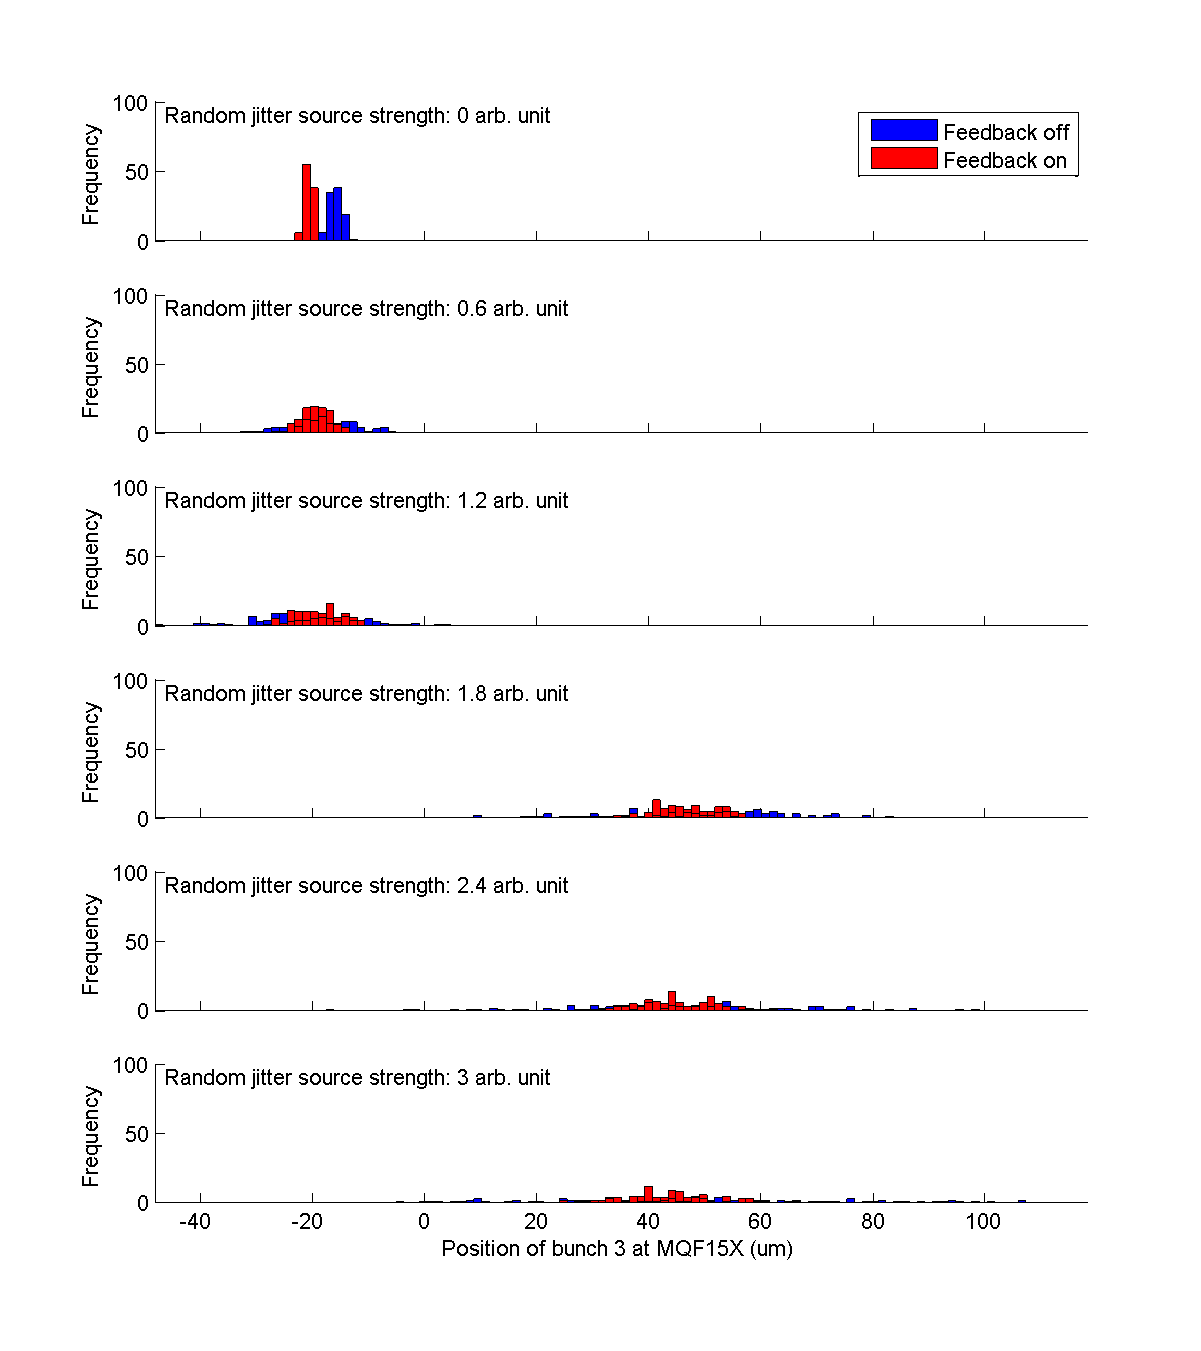 Random jitter source strength: 0 arb. unit
Feedback off
Feedback on
Frequency
100
50
0
Random jitter source strength: 0.6 arb. unit
Frequency
100
50
0
Random jitter source strength: 1.2 arb. unit
Frequency
100
50
0
Random jitter source strength: 1.8 arb. unit
Frequency
100
50
0
Random jitter source strength: 2.4 arb. unit
Frequency
100
50
0
Random jitter source strength: 3 arb. unit
Frequency
100
50
0
-40 -20 0 20 40 60 80 100
Position of bunch 3 at MQF15X (um)